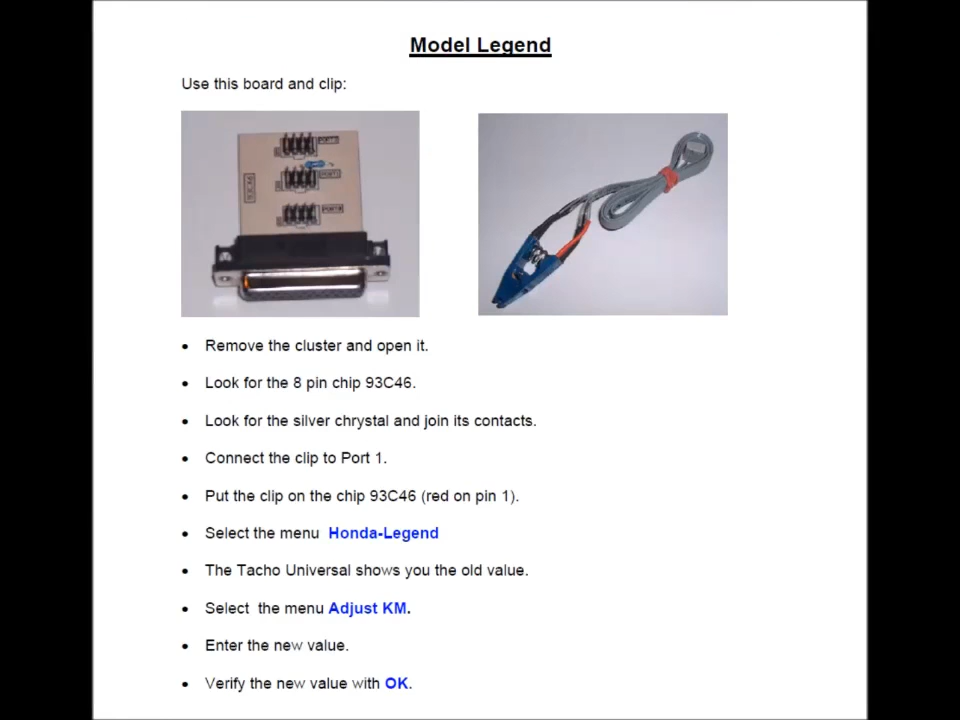 Model Legend
Use this board and clip:
93C46
Remove the cluster and open it.
Look for the 8 pin chip 93C46.
Look for the silver chrystal and join its contacts.
Connect the clip to Port 1.
Put the clip on the chip 93C46 (red on pin 1).
Select the menu Honda-Legend
The Tacho Universal shows you the old value.
Select the menu Adjust KM.
Enter the new value.
Verify the new value with OK.